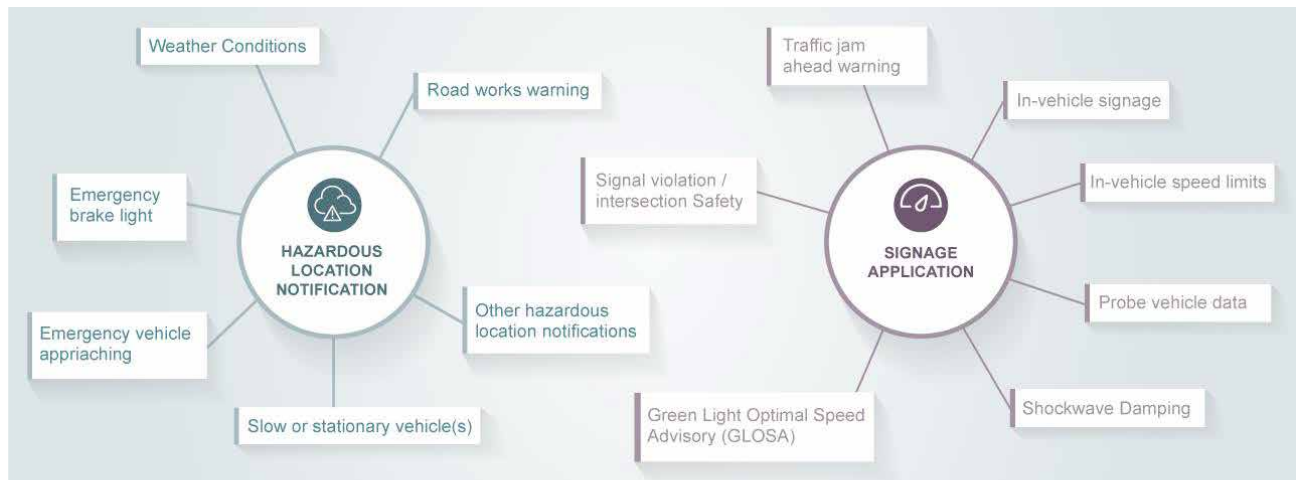 Weather Conditions
Road works warning
Emergency
brake light
HAZARDOUS
LOCATION
NOTIFICATION
Emergency vehicle
appriaching
Other hazardous
location notifications
Slow or stationary vehicle(s)
Traffic jam
ahead warning
In-vehicle signage
Signal violation /
intersection Safety
In-vehicle speed limits
SIGNAGE
APPLICATION
Probe vehicle data
Green Light Optimal Speed
Advisory (GLOSA)
Shockwave Damping